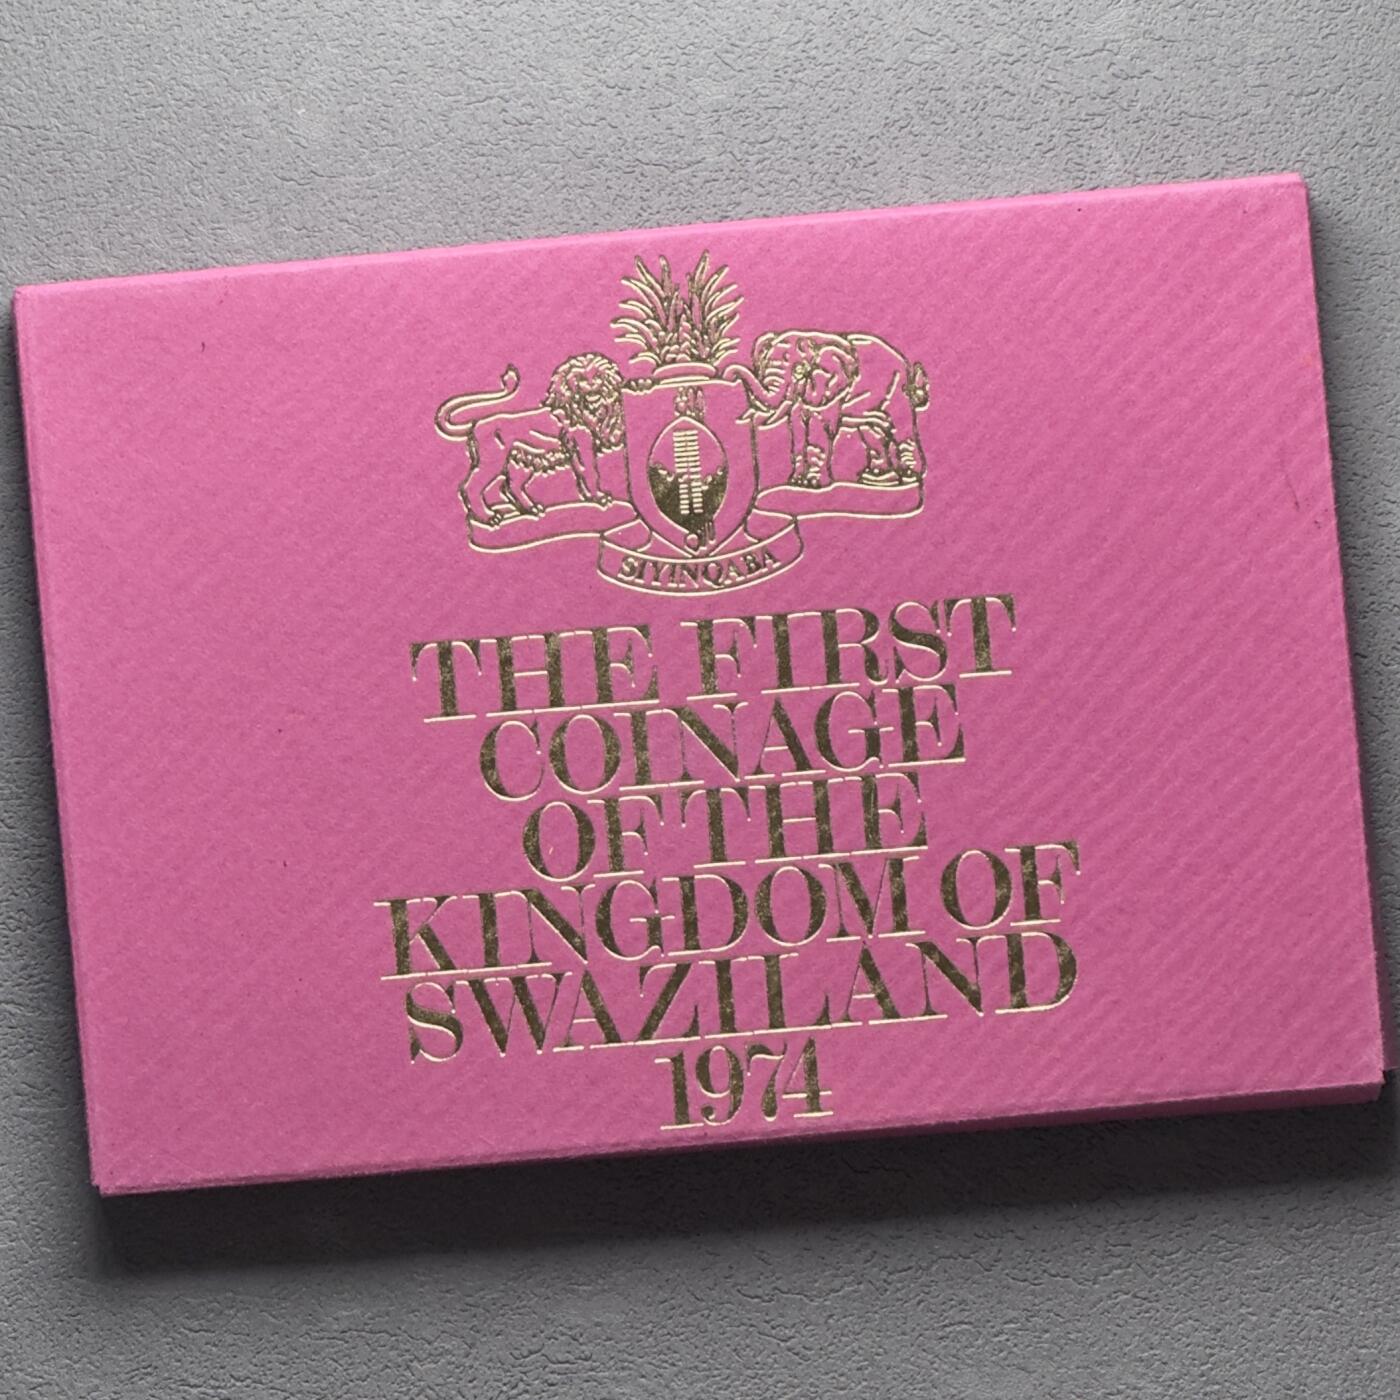 SIYINQABA
THE FIRST
COINAGE
OF THE
KINGDOM OF
SWAZILAND
1974